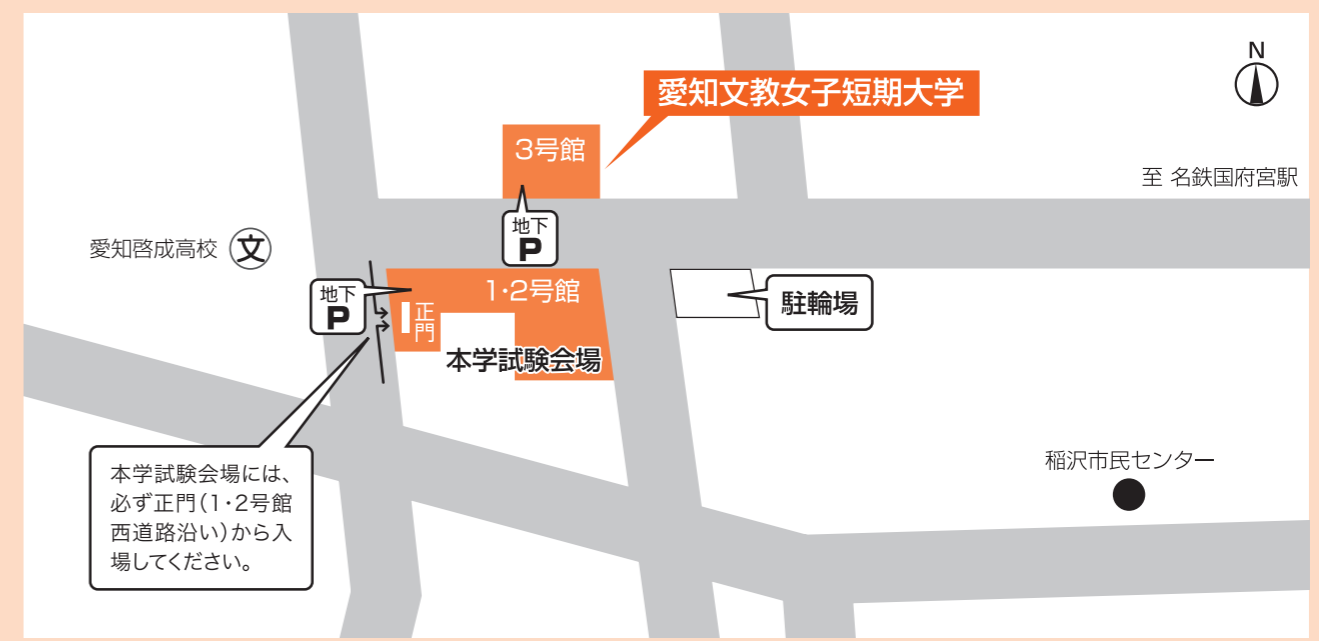 N
愛知文教女子短期大学
3号館
至 名鉄国府宮駅
地下
P
愛知啓成高校 文
1・2号館
地下
P
正門
駐輪場
本学試験会場
稲沢市民センター
本学試験会場には、
必ず正門(1・2号館
西道路沿い)から入
場してください。